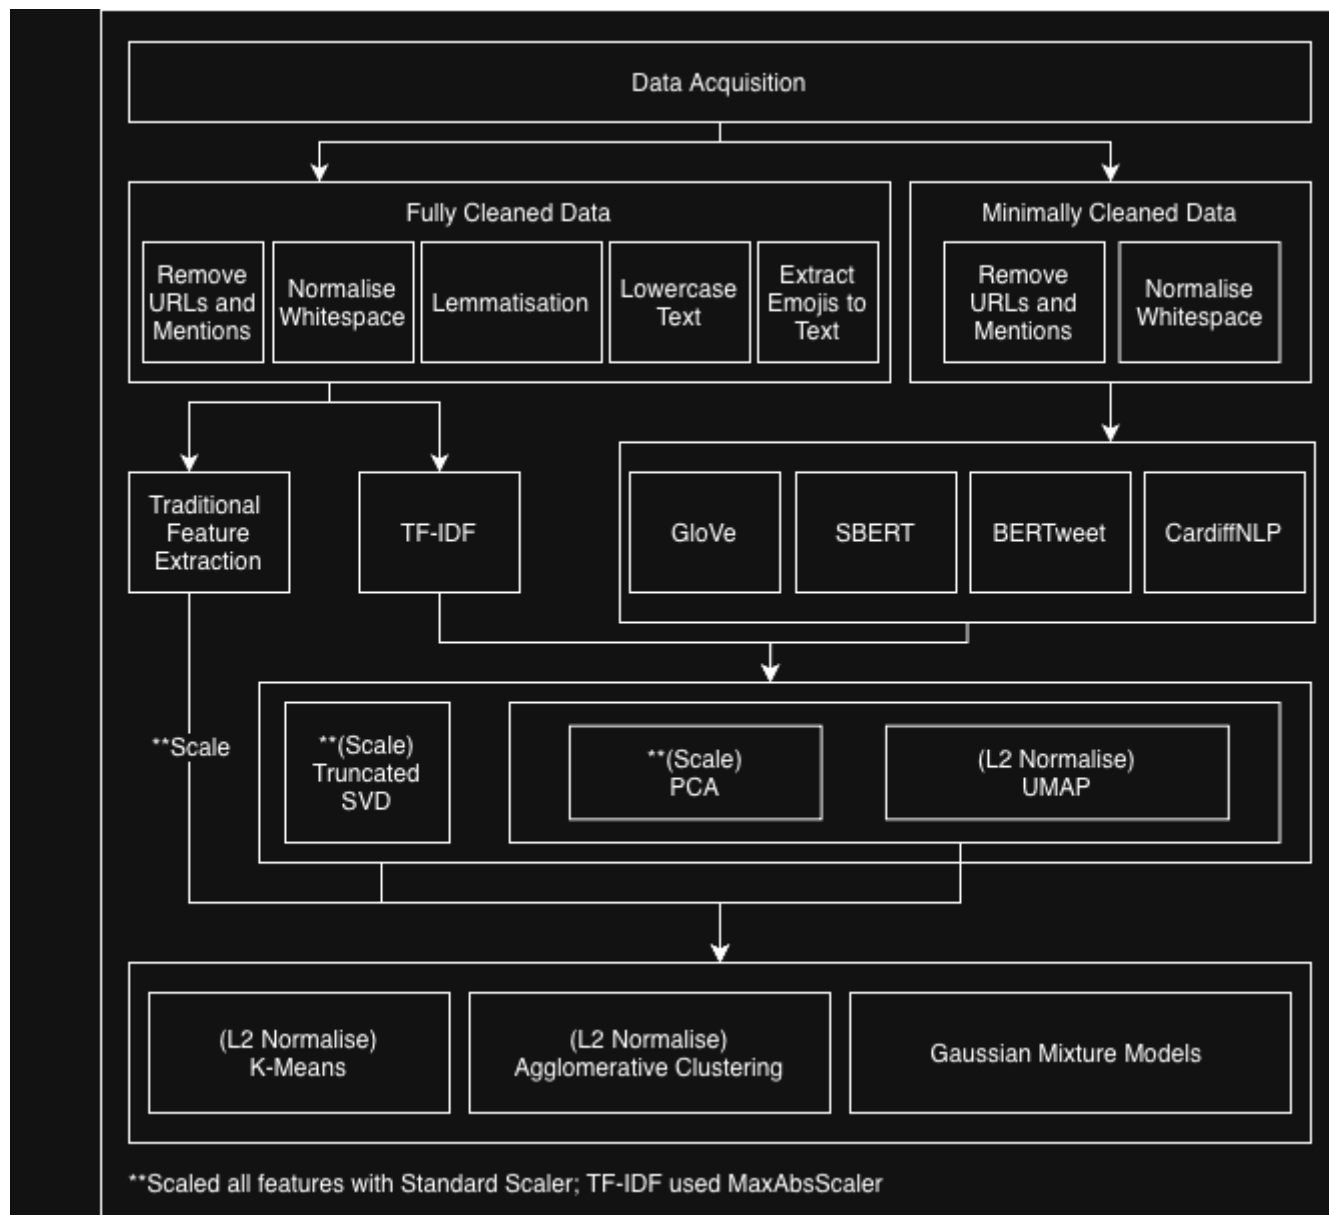 Data Acquisition
Fully Cleaned Data
Remove
URLs and
Mentions
Normalise
Whitespace
Lemmatisation
Lowercase
Text
Extract
Emojis to
Text
Minimally Cleaned Data
Remove
URLs and
Mentions
Normalise
Whitespace
Traditional
Feature
Extraction
TF-IDF
GloVe
SBERT
BERTweet
CardiffNLP
**Scale
**(Scale)
Truncated
SVD
**(Scale)
PCA
(L2 Normalise)
UMAP
(L2 Normalise)
K-Means
(L2 Normalise)
Agglomerative Clustering
Gaussian Mixture Models
**Scaled all features with Standard Scaler; TF-IDF used MaxAbsScaler